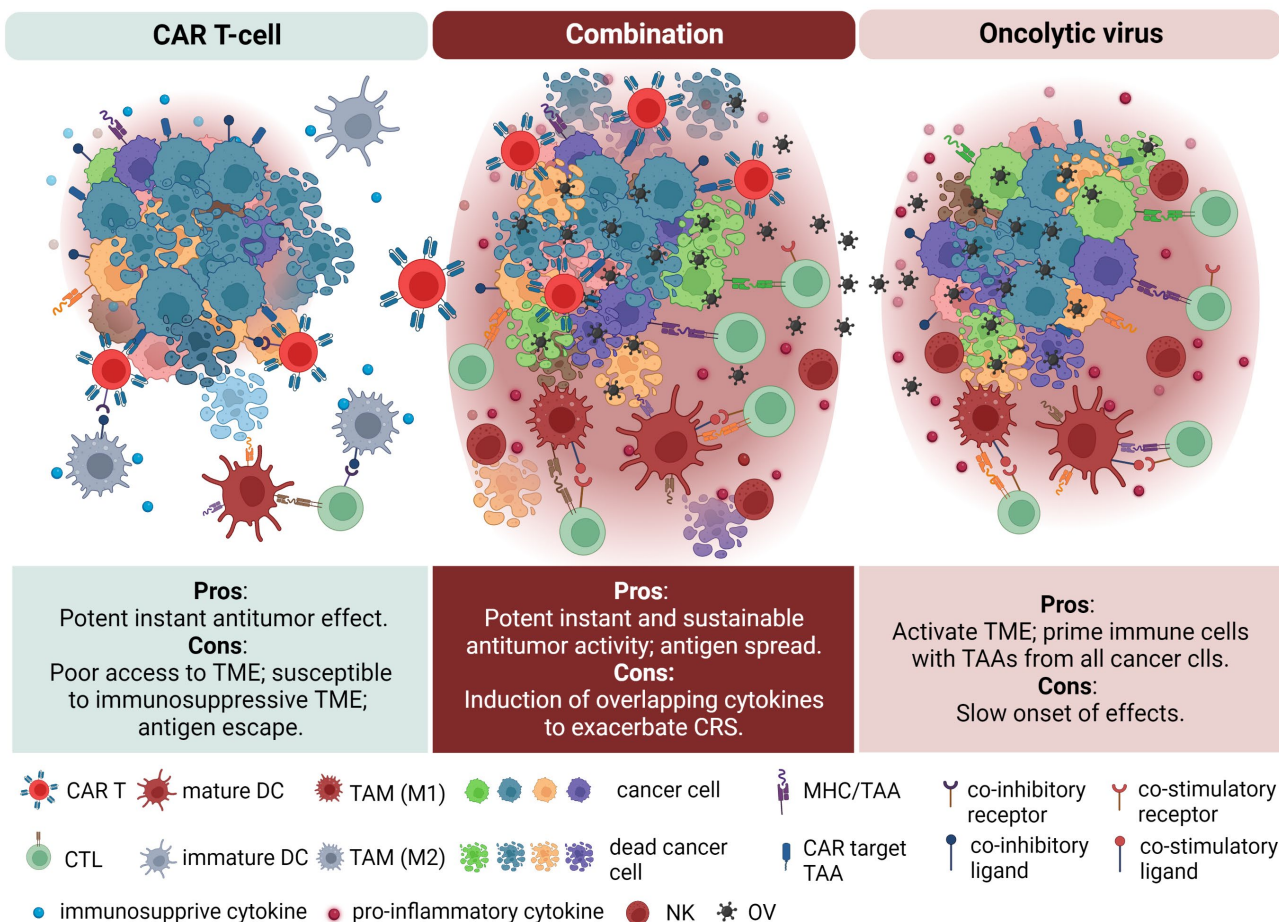 CAR T-cell
Combination
Oncolytic virus
Pros:
Potent instant antitumor effect.
Cons:
Poor access to TME; susceptible
to immunosuppressive TME;
antigen escape.
Pros:
Potent instant and sustainable
antitumor activity; antigen spread.
Cons:
Induction of overlapping cytokines
to exacerbate CRS.
Pros:
Activate TME; prime immune cells
with TAAs from all cancer clls.
Cons:
Slow onset of effects.
CAR T
mature DC
TAM (M1)
cancer cell
MHC/TAA
co-inhibitory
receptor
co-stimulatory
receptor
CTL
immature DC
TAM (M2)
dead cancer
cell
CAR target
TAA
co-inhibitory
ligand
co-stimulatory
ligand
immunosupprive cytokine
pro-inflammatory cytokine
NK
OV